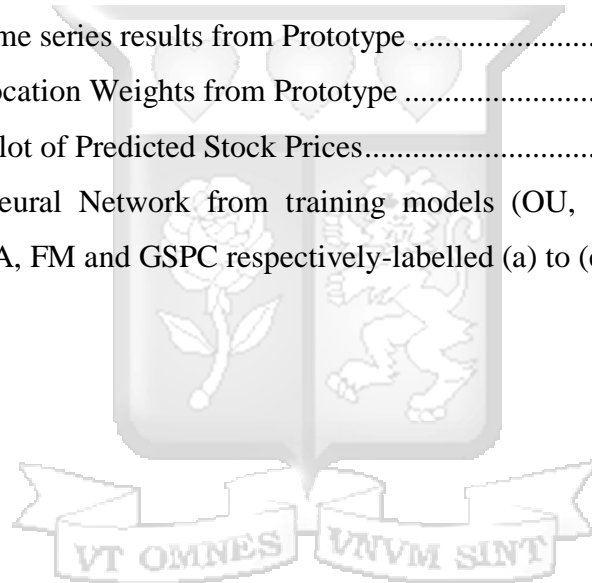 me series results from Prototype ............................
ocation Weights from Prototype ............................
lot of Predicted Stock Prices............................
eural Network from training models (OU,
A, FM and GSPC respectively-labelled (a) to (
VT OMNES VNVM SINT